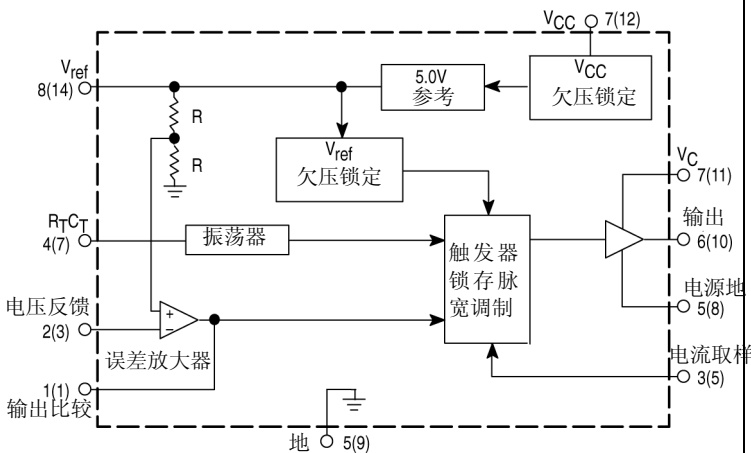 VCC 7(12)
Vref
8(14)
5.0V
参考
VCC
欠压锁定
R
R
Vref
欠压锁定
VC
7(11)
RTCT
4(7)
振荡器
触发器
锁存脉
宽调制
输出
6(10)
电源地
5(8)
电压反馈
2(3)
+
−
误差放大器
电流取样
3(5)
1(1)
输出比较
地 5(9)